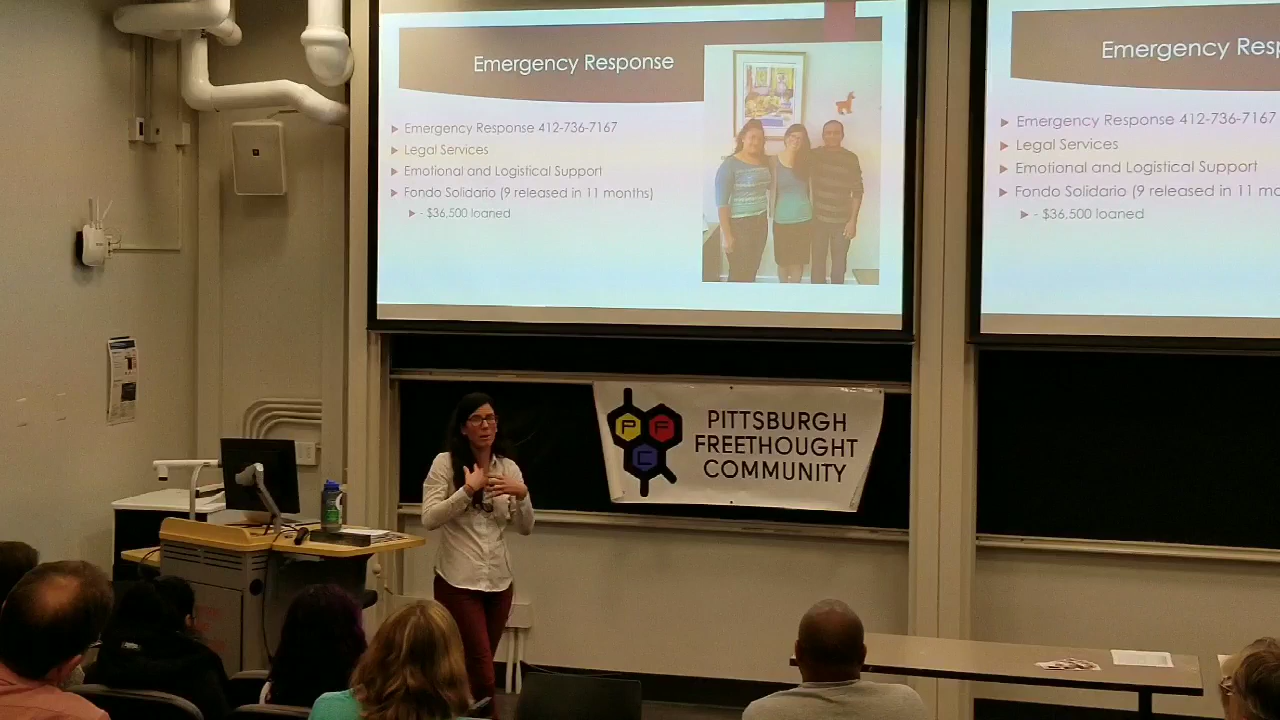 Emergency Response
Emergency Response 412-736-7167
Legal Services
Emotional and Logistical Support
Fondo Solidario (9 released in 11 months)
- $36,500 loaned
Emergency Resp
Emergency Response 412-736-7167
Legal Services
Emotional and Logistical Support
Fondo Solidario (9 released in 11 mo
- $36,500 loaned
P F
C
PITTSBURGH
FREETHOUGHT
COMMUNITY